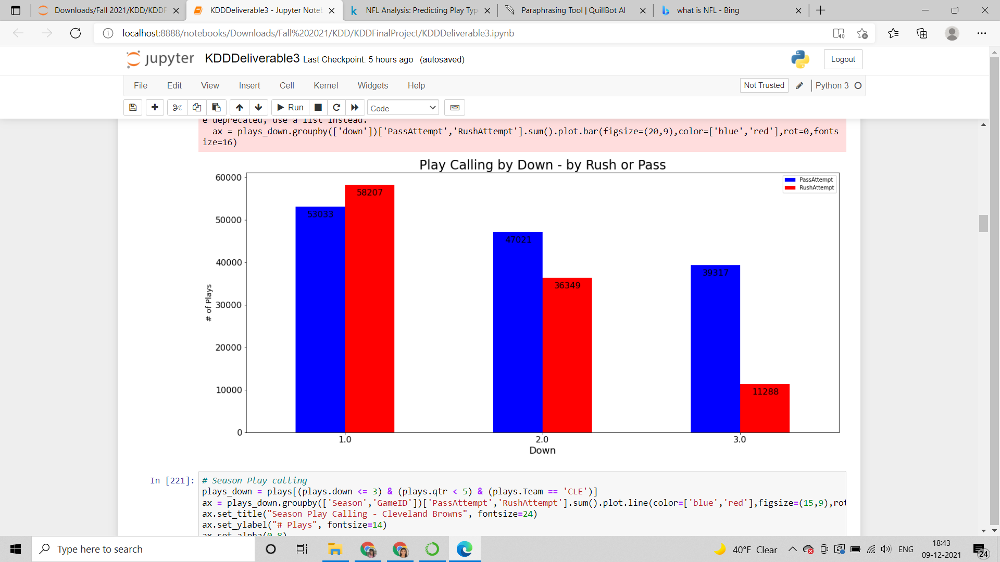 Downloads/Fall 2021/KDD/KDDF
KDDDeliverable3 - Jupyter Noteb
NFL Analysis: Predicting Play Typ
Paraphrasing Tool | QuillBot AI
what is NFL - Bing
localhost:8888/notebooks/Downloads/Fall%202021/KDD/KDDFinalProject/KDDDeliverable3.ipynb
jupyter KDDDeliverable3 Last Checkpoint: 5 hours ago (autosaved)
Logout
File Edit View Insert Cell Kernel Widgets Help
Not Trusted
Python 3
Run
Code
e deprecated, use a list instead.
ax = plays_down.groupby(['down'])['PassAttempt','RushAttempt'].sum().plot.bar(figsize=(20,9),color=['blue','red'],rot=0,fonts
ize=16)
Play Calling by Down - by Rush or Pass
PassAttempt
RushAttempt
60000
50000
40000
30000
20000
10000
0
# of Plays
53033
58207
47021
36349
39317
11288
1.0 2.0 3.0
Down
In [221]:
# Season Play calling
plays_down = plays[(plays.down <= 3) & (plays.qtr < 5) & (plays.Team == 'CLE')]
ax = plays_down.groupby(['Season','GameID'])['PassAttempt','RushAttempt'].sum().plot.line(color=['blue','red'],figsize=(15,9),rot
ax.set_title("Season Play Calling - Cleveland Browns", fontsize=24)
ax.set_ylabel("# Plays", fontsize=14)
ax.set_alpha(0.8)
Type here to search
40°F Clear
ENG
18:43
09-12-2021
24